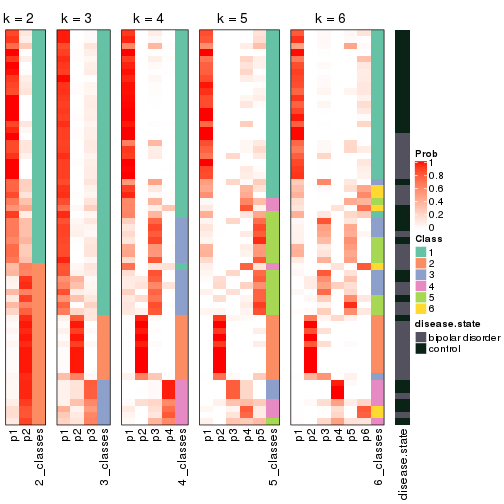 k = 2 k = 3 k = 4 k = 5 k = 6
Prob
1
0.8
0.6
0.4
0.2
0
Class
1
2
3
4
5
6
disease.state
bipolar disorder
control
p1 p2 2_classes p1 p2 p3 3_classes p1 p2 p3 p4 4_classes p1 p2 p3 p4 p5 5_classes p1 p2 p3 p4 p5 p6 6_classes disease.state